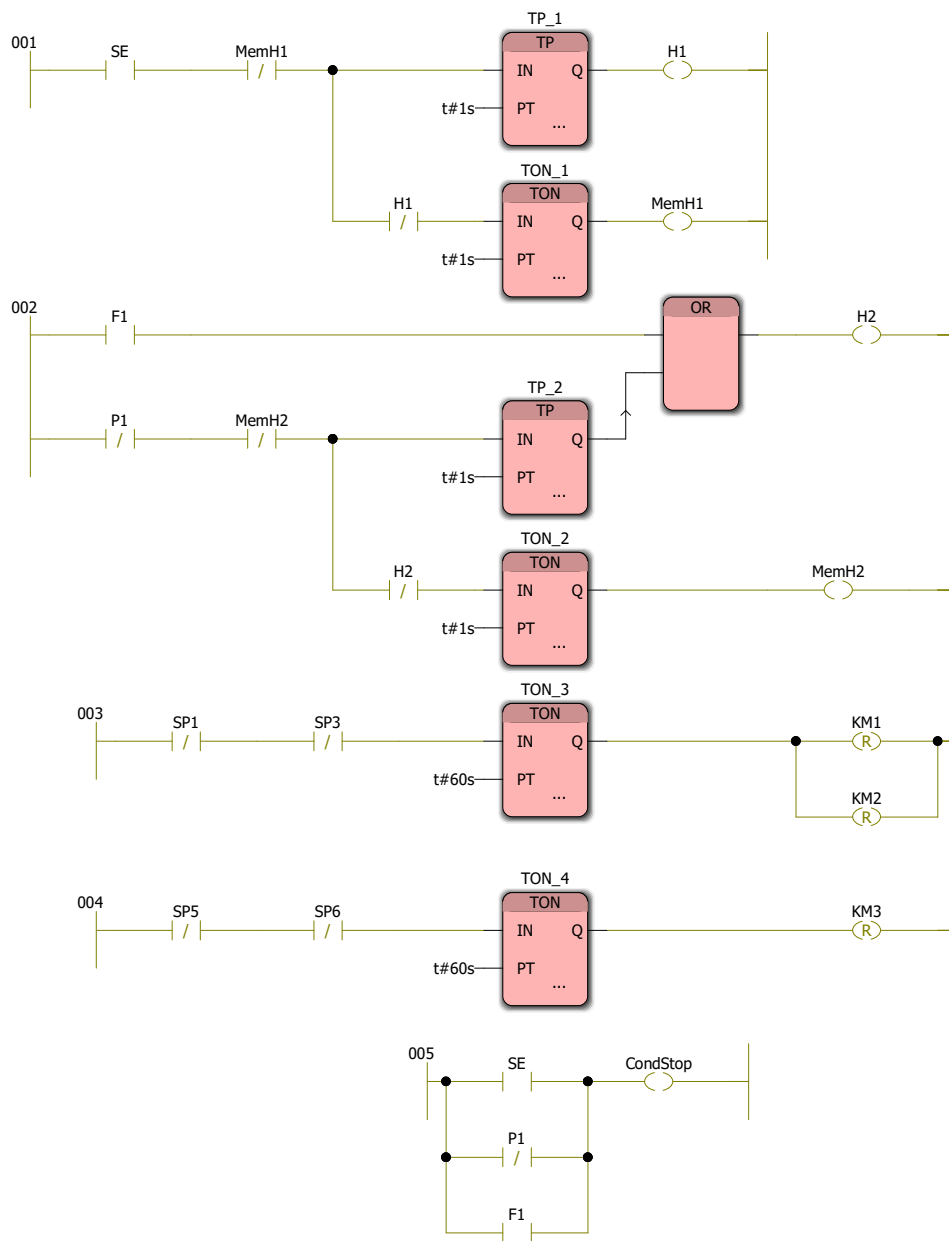 TP_1
001 SE MemH1 TP H1
/ IN Q
t#1s PT
...
TON_1
H1 TON MemH1
/ IN Q
t#1s PT
...
002 F1 OR H2
TP_2
P1 MemH2 TP
/ / IN Q
t#1s PT
...
TON_2
H2 TON MemH2
/ IN Q
t#1s PT
...
TON_3
003 SP1 SP3 TON KM1
/ / IN Q R
t#60s PT KM2
... R
TON_4
004 SP5 SP6 TON KM3
/ / IN Q R
t#60s PT
...
005 SE CondStop
P1
/
F1